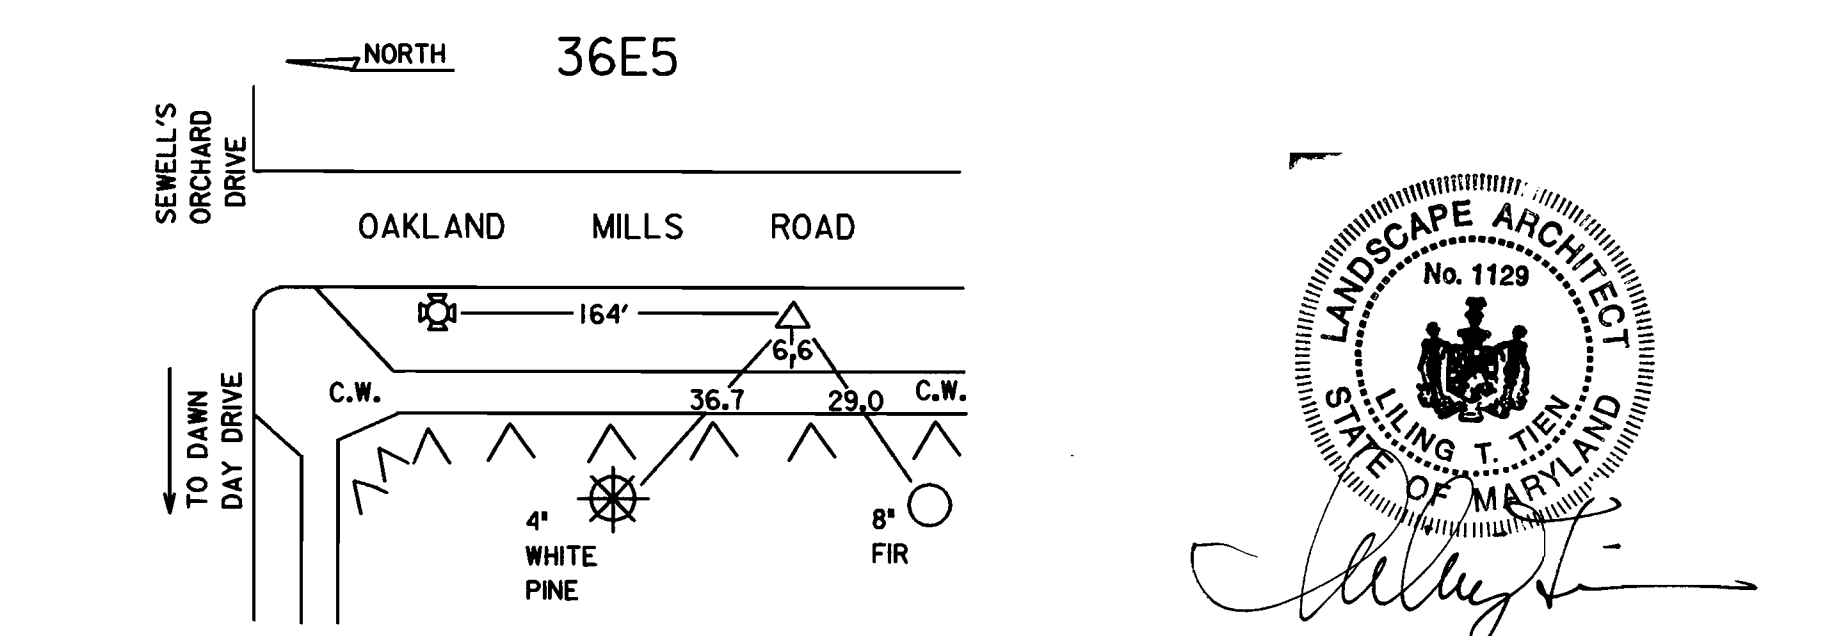 NORTH
36E5
SEWELL'S
ORCHARD
DRIVE
OAKLAND MILLS ROAD
164'
6.6
C.W.
36.7
29.0
C.W.
TO DAWN
DAY DRIVE
4"
WHITE
PINE
8"
FIR
LANDSCAPE ARCHITECT
No. 1129
LILING T. TIEN
STATE OF MARYLAND